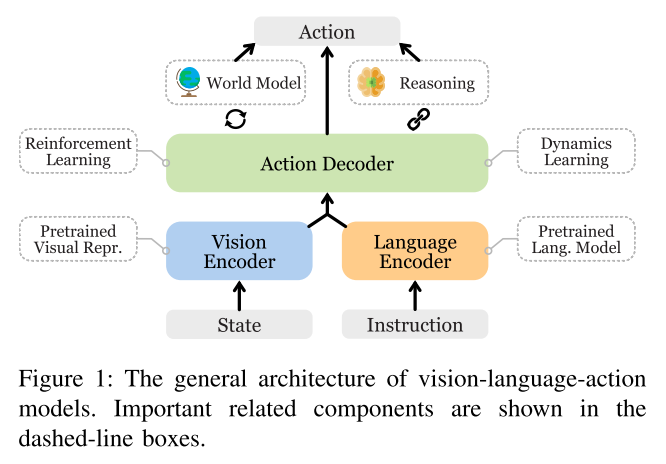 Action
World Model
Reasoning
Reinforcement
Learning
Action Decoder
Dynamics
Learning
Pretrained
Visual Repr.
Vision
Encoder
Language
Encoder
Pretrained
Lang. Model
State
Instruction
Figure 1: The general architecture of vision-language-action
models. Important related components are shown in the
dashed-line boxes.